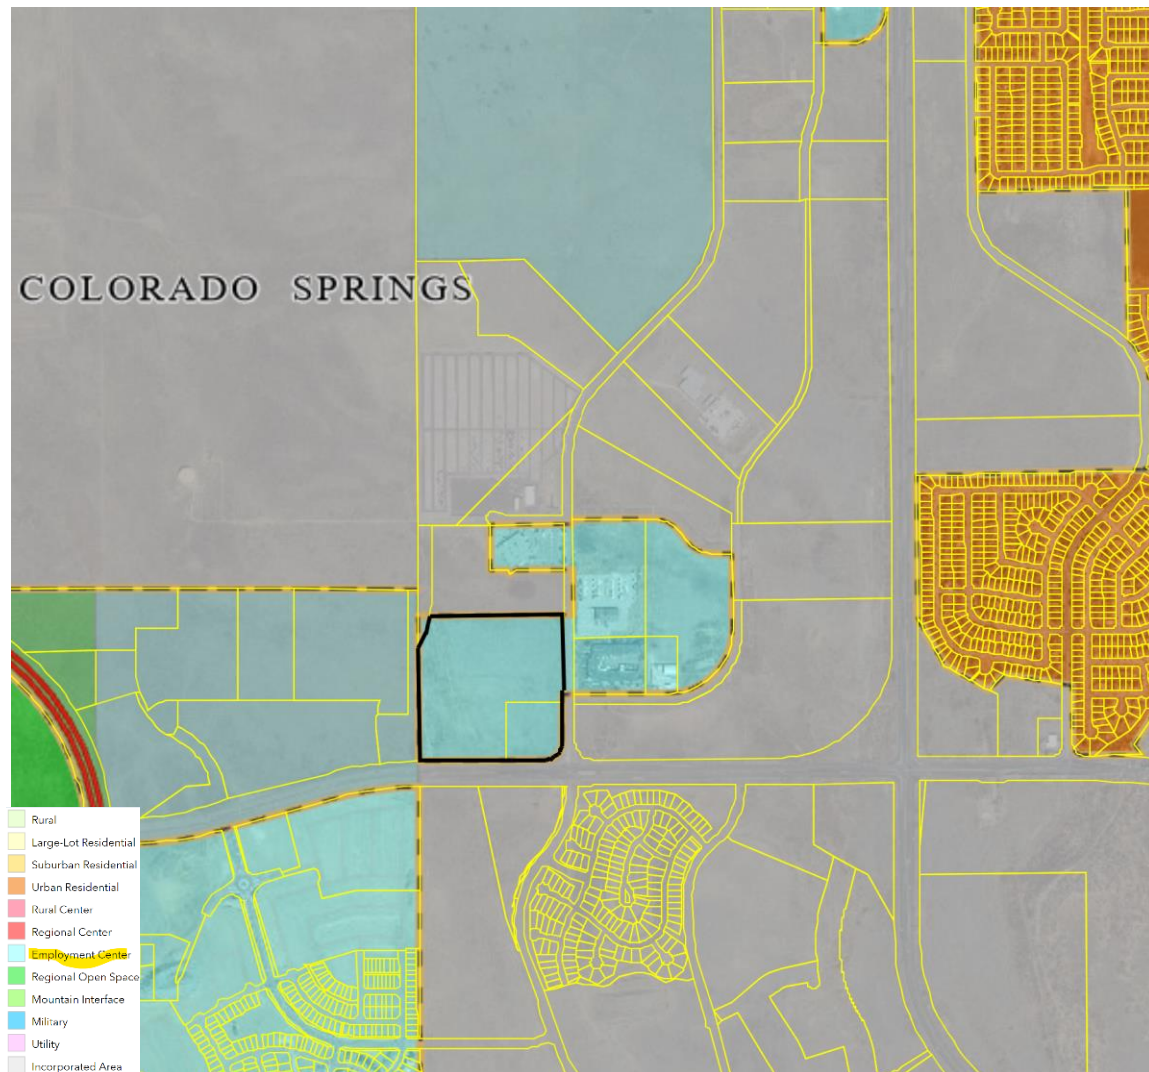 COLORADO SPRINGS
Rural
Large-Lot Residential
Suburban Residential
Urban Residential
Rural Center
Regional Center
Employment Center
Regional Open Space
Mountain Interface
Military
Utility
Incorporated Area